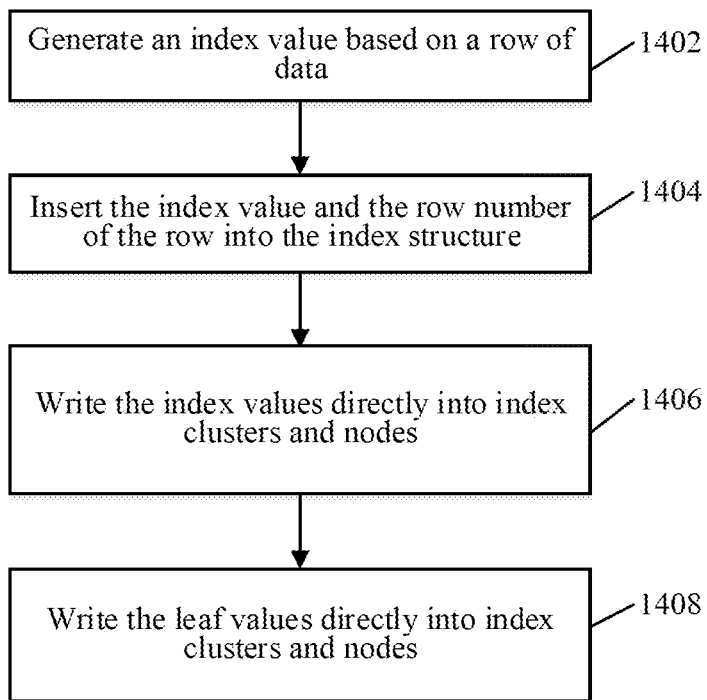 Generate an index value based on a row of
data
1402
Insert the index value and the row number
of the row into the index structure
1404
Write the index values directly into index
clusters and nodes
1406
Write the leaf values directly into index
clusters and nodes
1408